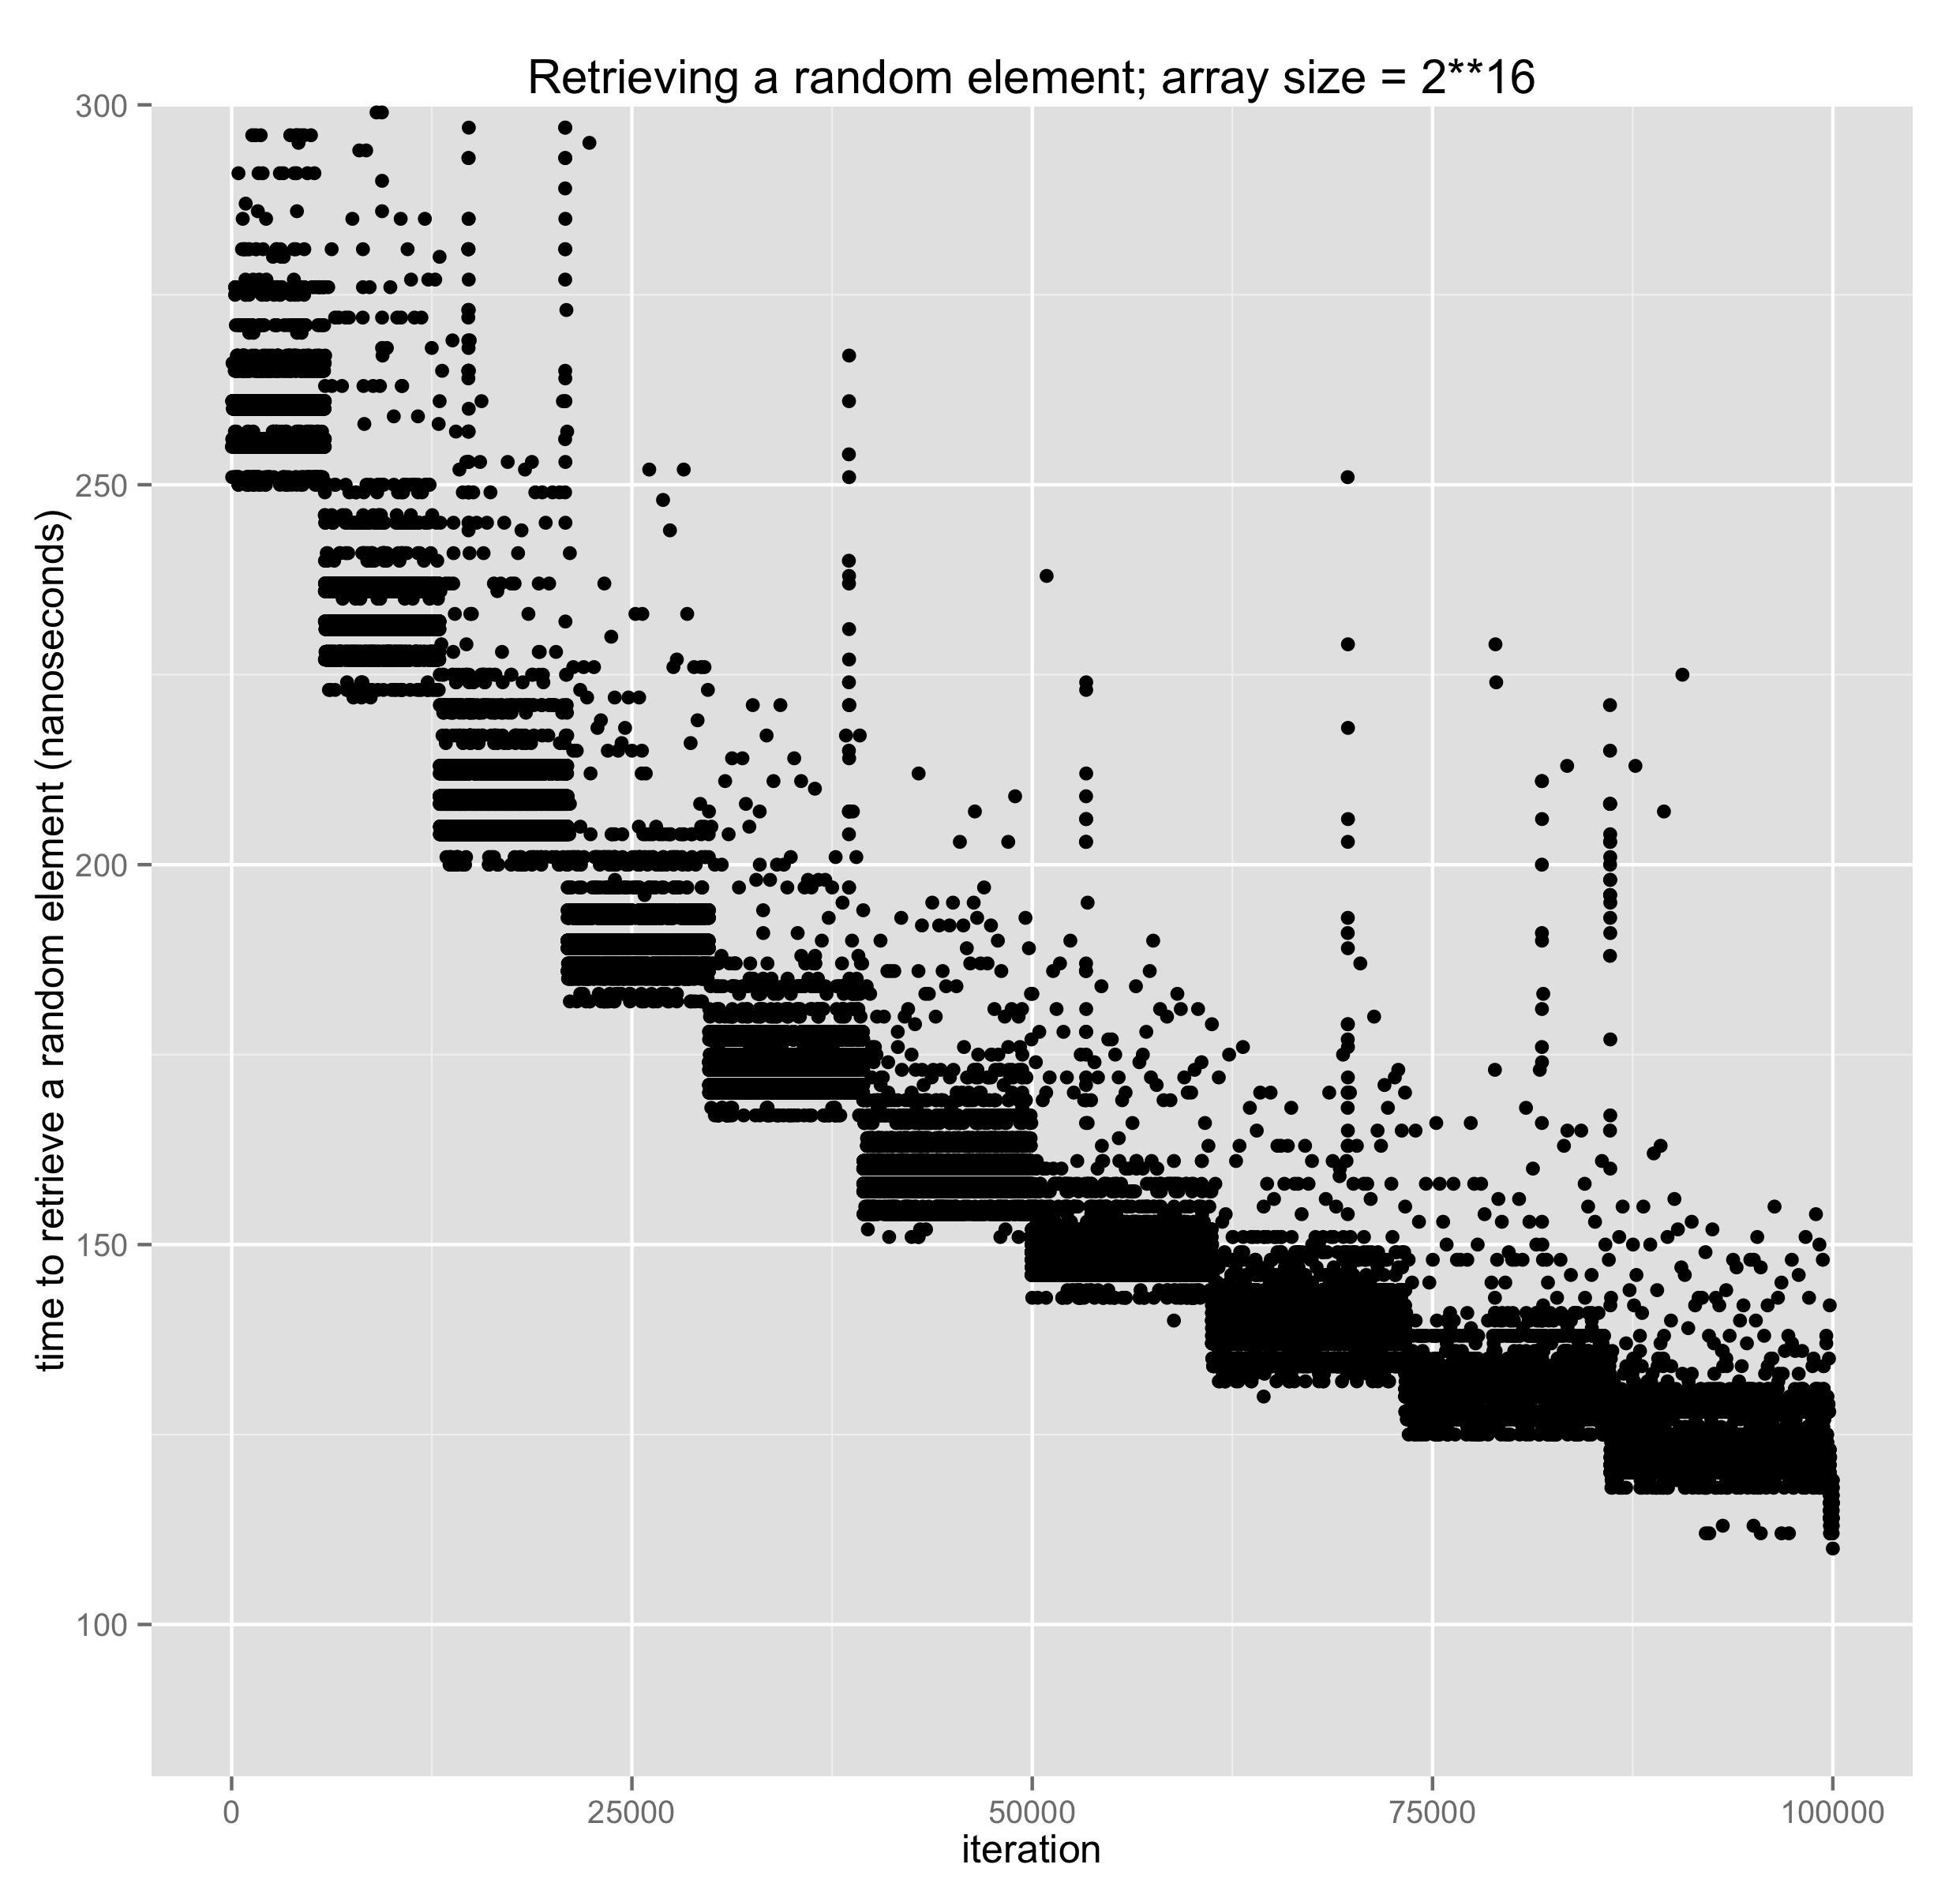 Retrieving a random element; array size = 2**16
time to retrieve a random element (nanoseconds)
300
250
200
150
100
0 25000 50000 75000 100000
iteration